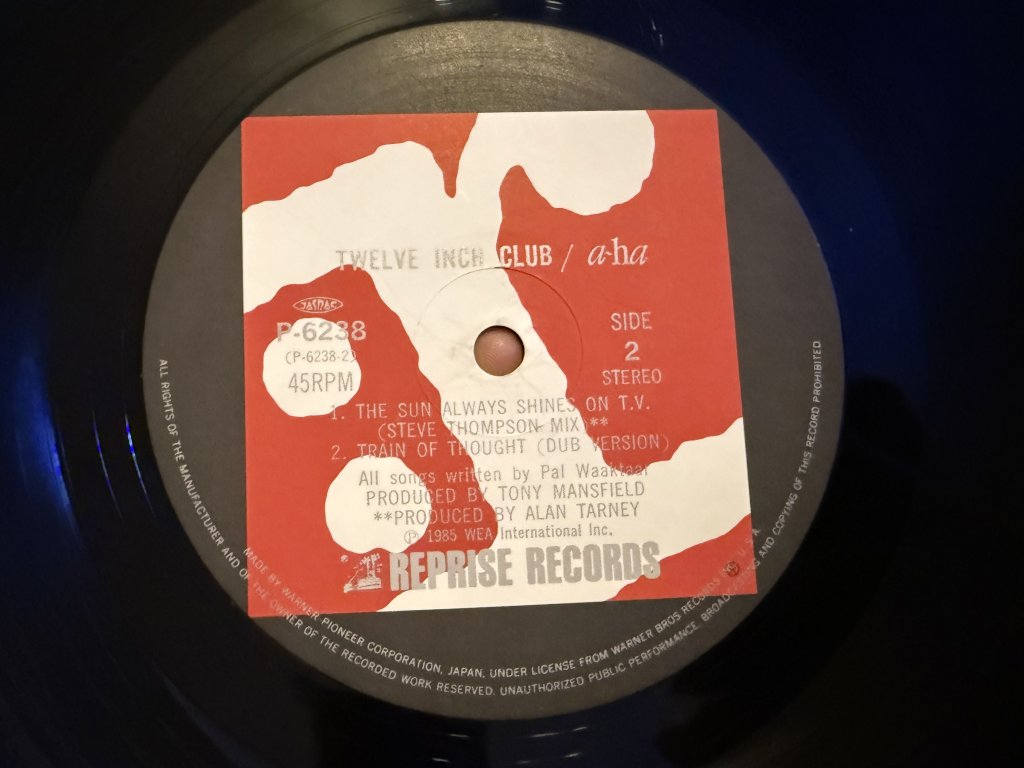 TWELVE INCH CLUB / a-ha
JASRAC
P-6238
(P-6238-2)
45RPM
SIDE
2
STEREO
1. THE SUN ALWAYS SHINES ON T.V.
(STEVE THOMPSON MIX)**
2. TRAIN OF THOUGHT (DUB VERSION)
All songs written by Pal Waaktaar
PRODUCED BY TONY MANSFIELD
**PRODUCED BY ALAN TARNEY
℗ 1985 WEA International Inc.
REPRISE RECORDS
MADE BY WARNER PIONEER CORPORATION, JAPAN. UNDER LICENSE FROM WARNER BROS RECORDS INC. U.S.A.
ALL RIGHTS OF THE MANUFACTURER AND OF THE OWNER OF THE RECORDED WORK RESERVED. UNAUTHORIZED PUBLIC PERFORMANCE, BROADCASTING AND COPYING OF THIS RECORD PROHIBITED